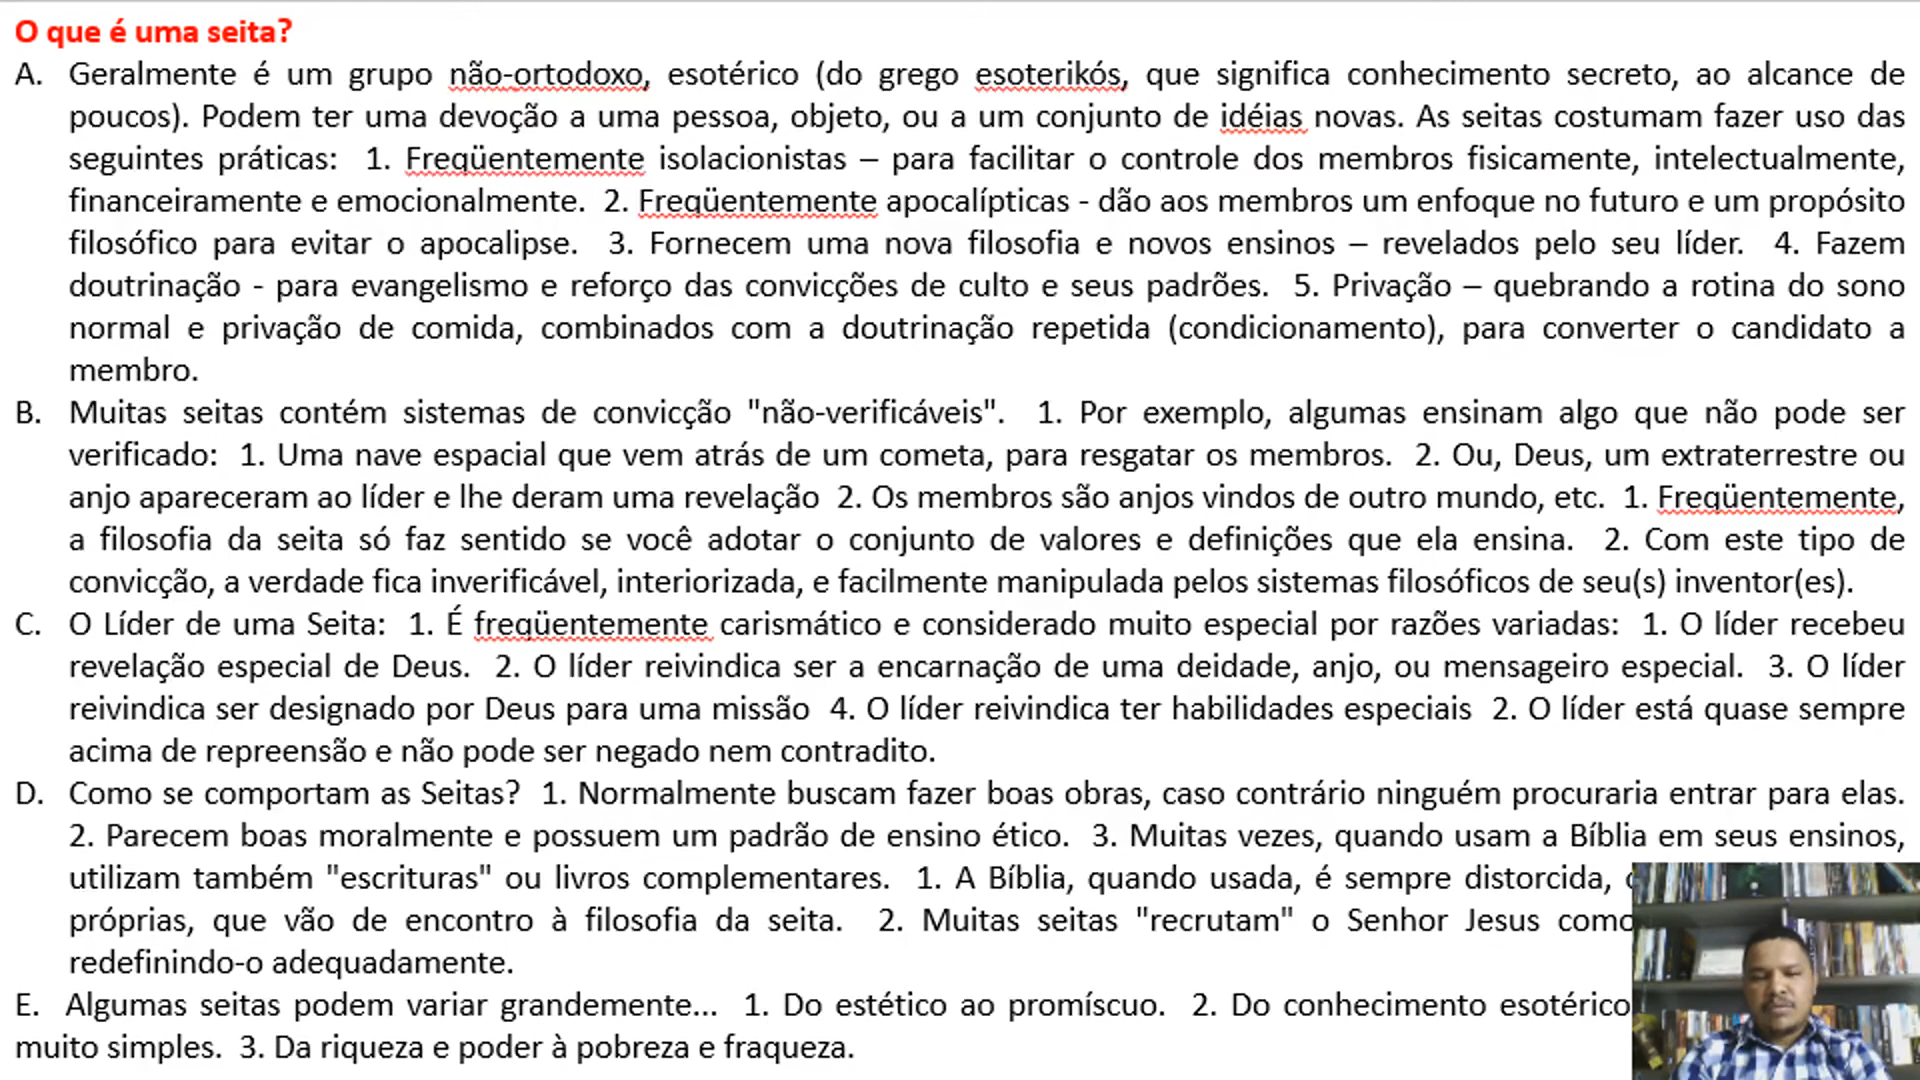 O que é uma seita?
A. Geralmente é um grupo não-ortodoxo, esotérico (do grego esoterikós, que significa conhecimento secreto, ao alcance de
poucos). Podem ter uma devoção a uma pessoa, objeto, ou a um conjunto de idéias novas. As seitas costumam fazer uso das
seguintes práticas: 1. Freqüentemente isolacionistas – para facilitar o controle dos membros fisicamente, intelectualmente,
financeiramente e emocionalmente. 2. Freqüentemente apocalípticas - dão aos membros um enfoque no futuro e um propósito
filosófico para evitar o apocalipse. 3. Fornecem uma nova filosofia e novos ensinos – revelados pelo seu líder. 4. Fazem
doutrinação - para evangelismo e reforço das convicções de culto e seus padrões. 5. Privação – quebrando a rotina do sono
normal e privação de comida, combinados com a doutrinação repetida (condicionamento), para converter o candidato a
membro.
B. Muitas seitas contém sistemas de convicção "não-verificáveis". 1. Por exemplo, algumas ensinam algo que não pode ser
verificado: 1. Uma nave espacial que vem atrás de um cometa, para resgatar os membros. 2. Ou, Deus, um extraterrestre ou
anjo apareceram ao líder e lhe deram uma revelação 2. Os membros são anjos vindos de outro mundo, etc. 1. Freqüentemente,
a filosofia da seita só faz sentido se você adotar o conjunto de valores e definições que ela ensina. 2. Com este tipo de
convicção, a verdade fica inverificável, interiorizada, e facilmente manipulada pelos sistemas filosóficos de seu(s) inventor(es).
C. O Líder de uma Seita: 1. É freqüentemente carismático e considerado muito especial por razões variadas: 1. O líder recebeu
revelação especial de Deus. 2. O líder reivindica ser a encarnação de uma deidade, anjo, ou mensageiro especial. 3. O líder
reivindica ser designado por Deus para uma missão 4. O líder reivindica ter habilidades especiais 2. O líder está quase sempre
acima de repreensão e não pode ser negado nem contradito.
D. Como se comportam as Seitas? 1. Normalmente buscam fazer boas obras, caso contrário ninguém procuraria entrar para elas.
2. Parecem boas moralmente e possuem um padrão de ensino ético. 3. Muitas vezes, quando usam a Bíblia em seus ensinos,
utilizam também "escrituras" ou livros complementares. 1. A Bíblia, quando usada, é sempre distorcida,
próprias, que vão de encontro à filosofia da seita. 2. Muitas seitas "recrutam" o Senhor Jesus como
redefinindo-o adequadamente.
E. Algumas seitas podem variar grandemente... 1. Do estético ao promíscuo. 2. Do conhecimento esotérico
muito simples. 3. Da riqueza e poder à pobreza e fraqueza.